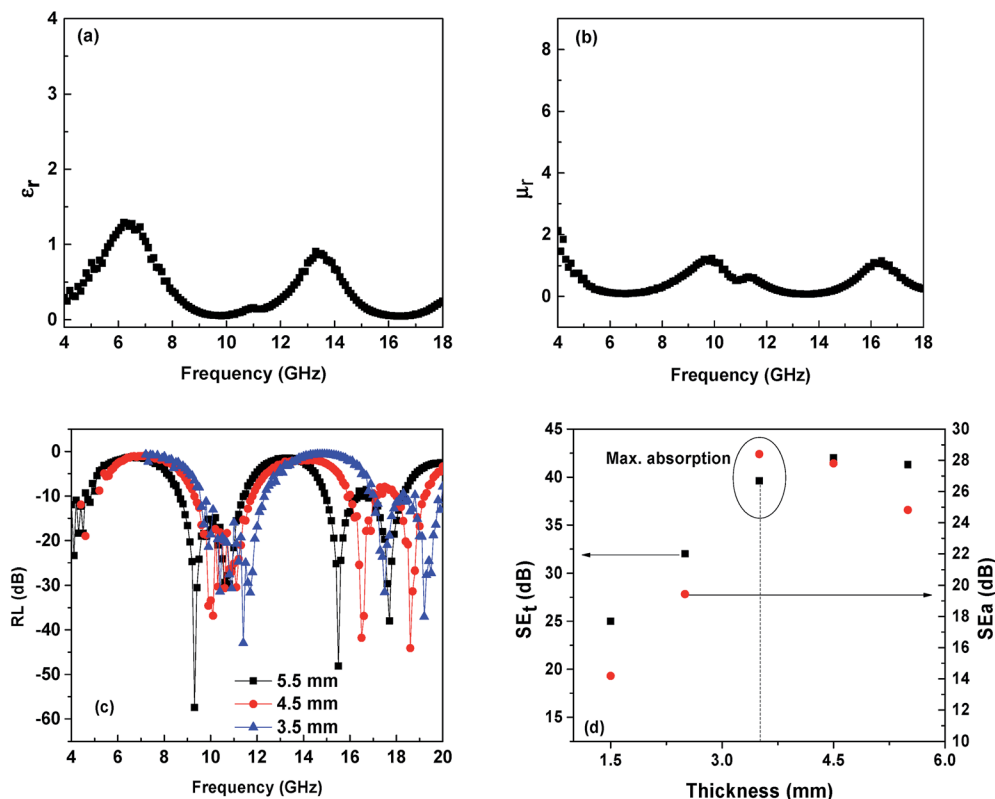 (a)
εr
4
3
2
1
0
4 6 8 10 12 14 16 18
Frequency (GHz)
(b)
μr
8
6
4
2
0
4 6 8 10 12 14 16 18
Frequency (GHz)
(c)
RL (dB)
0
-10
-20
-30
-40
-50
-60
5.5 mm
4.5 mm
3.5 mm
4 6 8 10 12 14 16 18 20
Frequency (GHz)
(d)
SEt (dB)
45
40
35
30
25
20
15
Max. absorption
30
28
26
24
22
20
18
16
14
12
10
SEa (dB)
1.5 3.0 4.5 6.0
Thickness (mm)